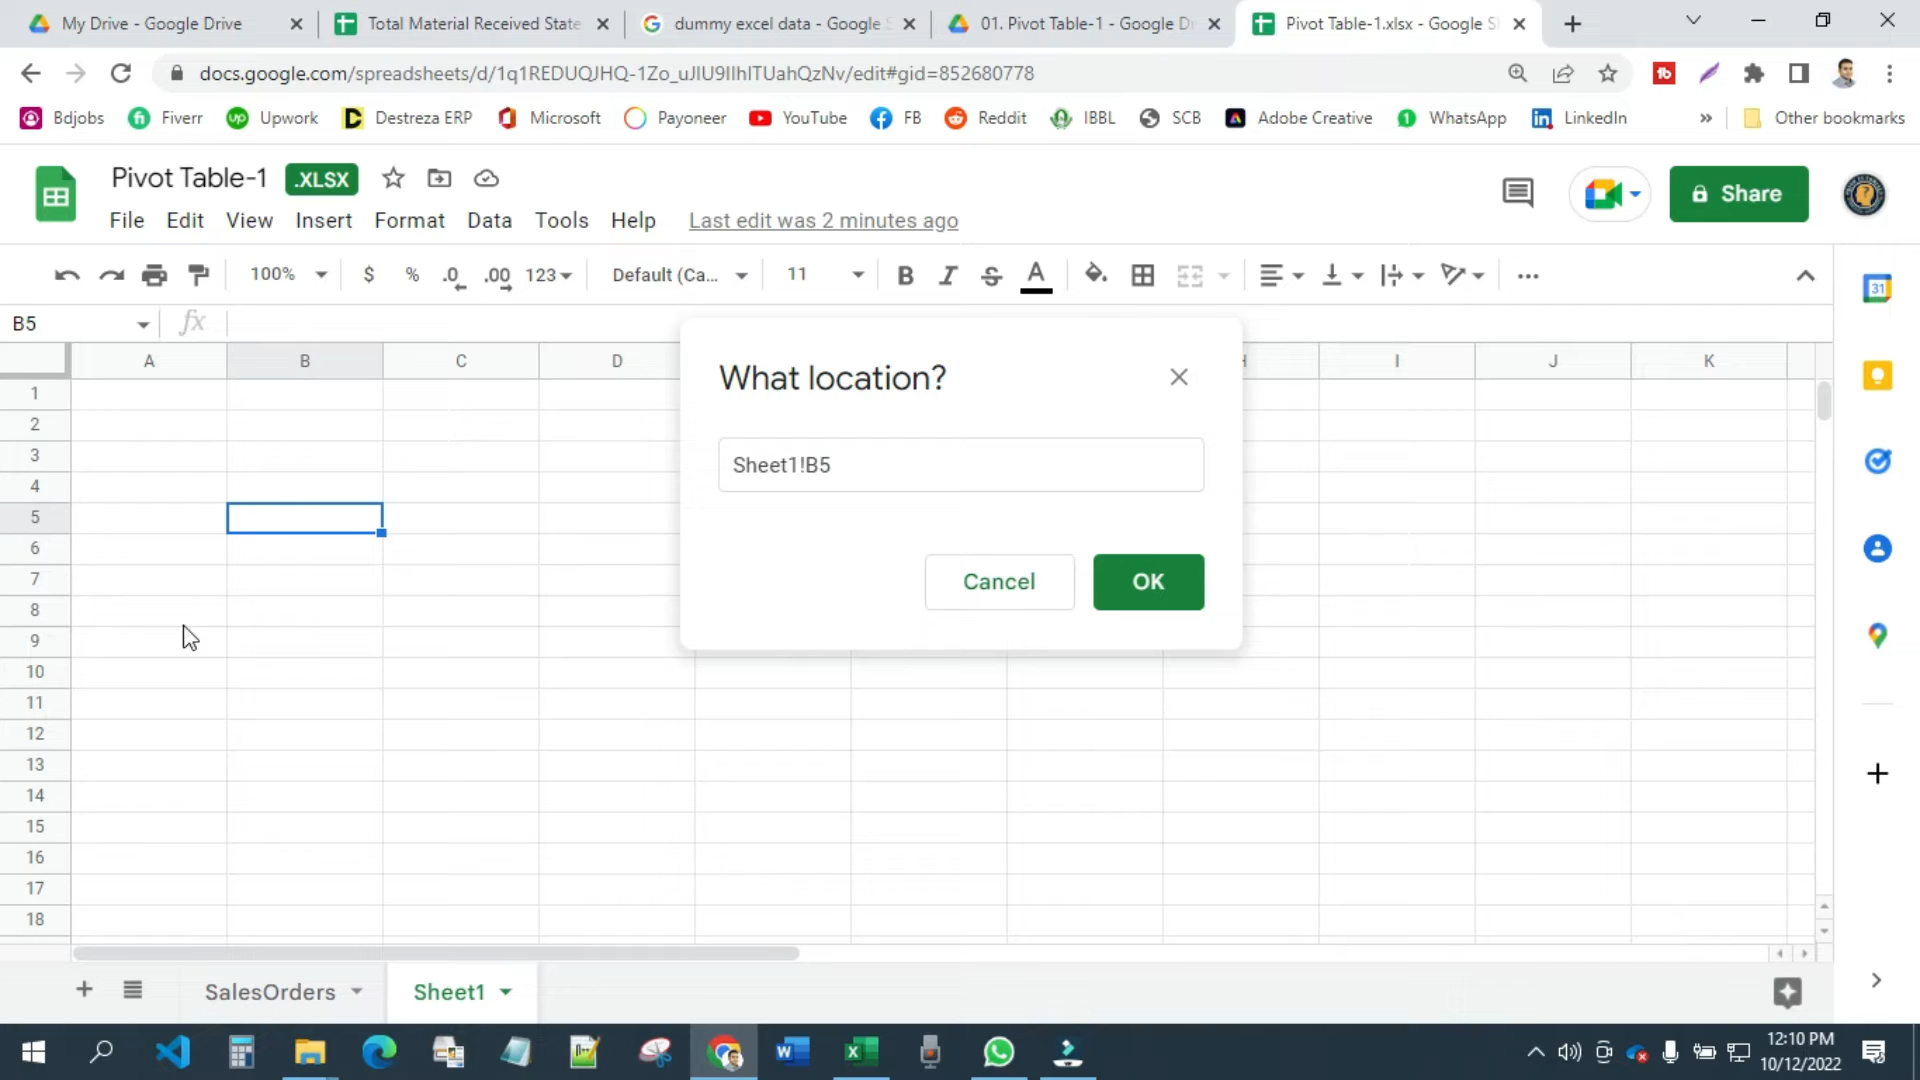 My Drive - Google Drive
Total Material Received State
dummy excel data - Google S
01. Pivot Table-1 - Google Dr
Pivot Table-1.xlsx - Google Sh
docs.google.com/spreadsheets/d/1q1REDUQJHQ-1Zo_uJlU9IlhlTUahQzNv/edit#gid=852680778
Bdjobs Fiverr Upwork Destreza ERP Microsoft Payoneer YouTube FB Reddit IBBL SCB Adobe Creative WhatsApp LinkedIn » Other bookmarks
Pivot Table-1 .XLSX
Share
File Edit View Insert Format Data Tools Help Last edit was 2 minutes ago
100% $ % .0 .00 123 Default (Ca... 11 B I S A
31
B5 fx
A B C D H I J K
What location?
Sheet1!B5
Cancel OK
1
2
3
4
5
6
7
8
9
10
11
12
13
14
15
16
17
18
SalesOrders Sheet1
12:10 PM
10/12/2022